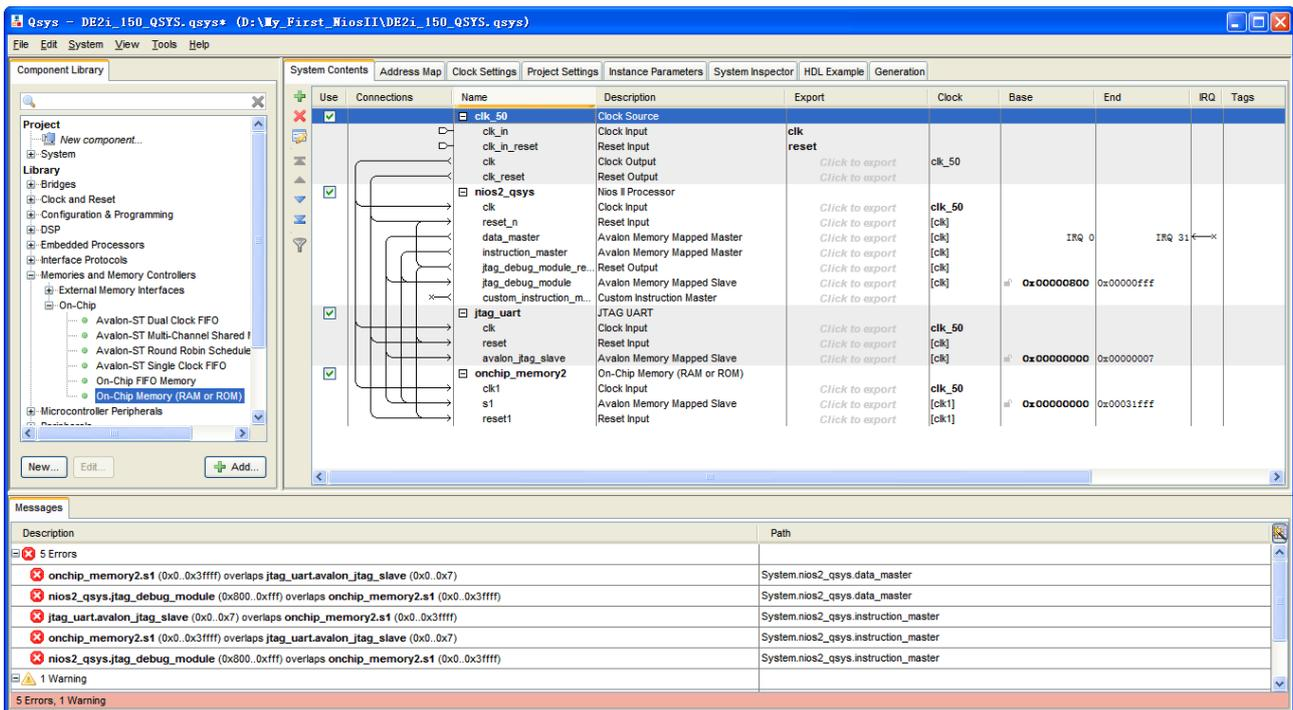 Qsys - DE2i_150_QSYS.qsys* (D:\My_First_NiosII\DE2i_150_QSYS.qsys)
File Edit System View Tools Help
Component Library
Project
New component...
System
Library
Bridges
Clock and Reset
Configuration & Programming
DSP
Embedded Processors
Interface Protocols
Memories and Memory Controllers
External Memory Interfaces
On-Chip
Avalon-ST Dual Clock FIFO
Avalon-ST Multi-Channel Shared
Avalon-ST Round Robin Schedule
Avalon-ST Single Clock FIFO
On-Chip FIFO Memory
On-Chip Memory (RAM or ROM)
Microcontroller Peripherals
New... Edit... Add...
System Contents Address Map Clock Settings Project Settings Instance Parameters System Inspector HDL Example Generation
Use Connections Name Description Export Clock Base End IRQ Tags
clk_50 Clock Source
clk_in Clock Input clk
clk_in_reset Reset Input reset
clk Clock Output Click to export clk_50
clk_reset Reset Output Click to export
nios2_qsys Nios II Processor
clk Clock Input Click to export clk_50
reset_n Reset Input Click to export [clk]
data_master Avalon Memory Mapped Master Click to export [clk] IRQ 0 IRQ 31
instruction_master Avalon Memory Mapped Master Click to export [clk]
jtag_debug_module_re... Reset Output Click to export [clk]
jtag_debug_module Avalon Memory Mapped Slave Click to export [clk] 0x00000800 0x00000fff
custom_instruction_m... Custom Instruction Master Click to export
jtag_uart JTAG UART
clk Clock Input Click to export clk_50
reset Reset Input Click to export [clk]
avalon_jtag_slave Avalon Memory Mapped Slave Click to export [clk] 0x00000000 0x00000007
onchip_memory2 On-Chip Memory (RAM or ROM)
clk1 Clock Input Click to export clk_50
s1 Avalon Memory Mapped Slave Click to export [clk1] 0x00000000 0x00031fff
reset1 Reset Input Click to export [clk1]
Messages
Description Path
5 Errors
onchip_memory2.s1 (0x0..0x3ffff) overlaps jtag_uart.avalon_jtag_slave (0x0..0x7) System.nios2_qsys.data_master
nios2_qsys.jtag_debug_module (0x800..0xfff) overlaps onchip_memory2.s1 (0x0..0x3ffff) System.nios2_qsys.data_master
jtag_uart.avalon_jtag_slave (0x0..0x7) overlaps onchip_memory2.s1 (0x0..0x3ffff) System.nios2_qsys.instruction_master
onchip_memory2.s1 (0x0..0x3ffff) overlaps jtag_uart.avalon_jtag_slave (0x0..0x7) System.nios2_qsys.instruction_master
nios2_qsys.jtag_debug_module (0x800..0xfff) overlaps onchip_memory2.s1 (0x0..0x3ffff) System.nios2_qsys.instruction_master
1 Warning
5 Errors, 1 Warning